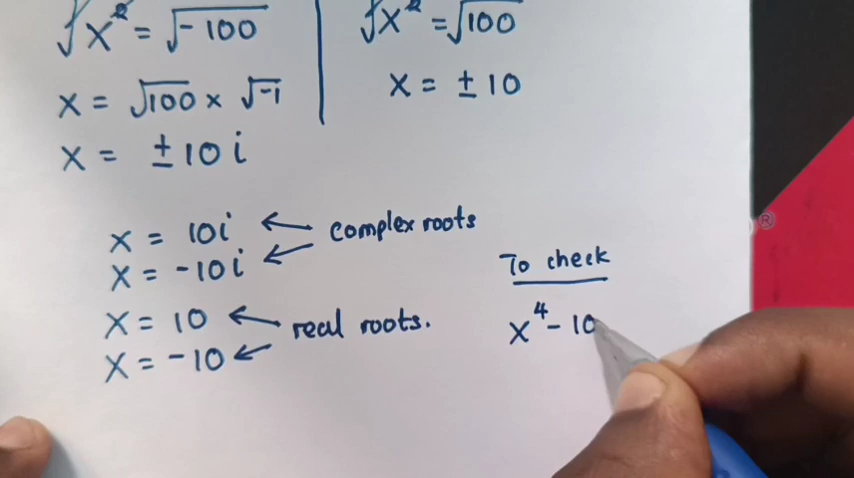 √x² = √-100
x = √100 × √-1
x = ± 10 i
√x² = √100
x = ± 10
x = 10i ← complex roots
x = -10i ←
x = 10 ← real roots.
x = -10 ←
To check
x⁴ - 10
®